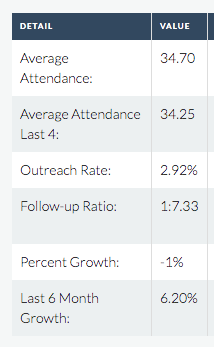 DETAIL VALUE
Average 34.70
Attendance:
Average Attendance 34.25
Last 4:
Outreach Rate: 2.92%
Follow-up Ratio: 1:7.33
Percent Growth: -1%
Last 6 Month 6.20%
Growth: